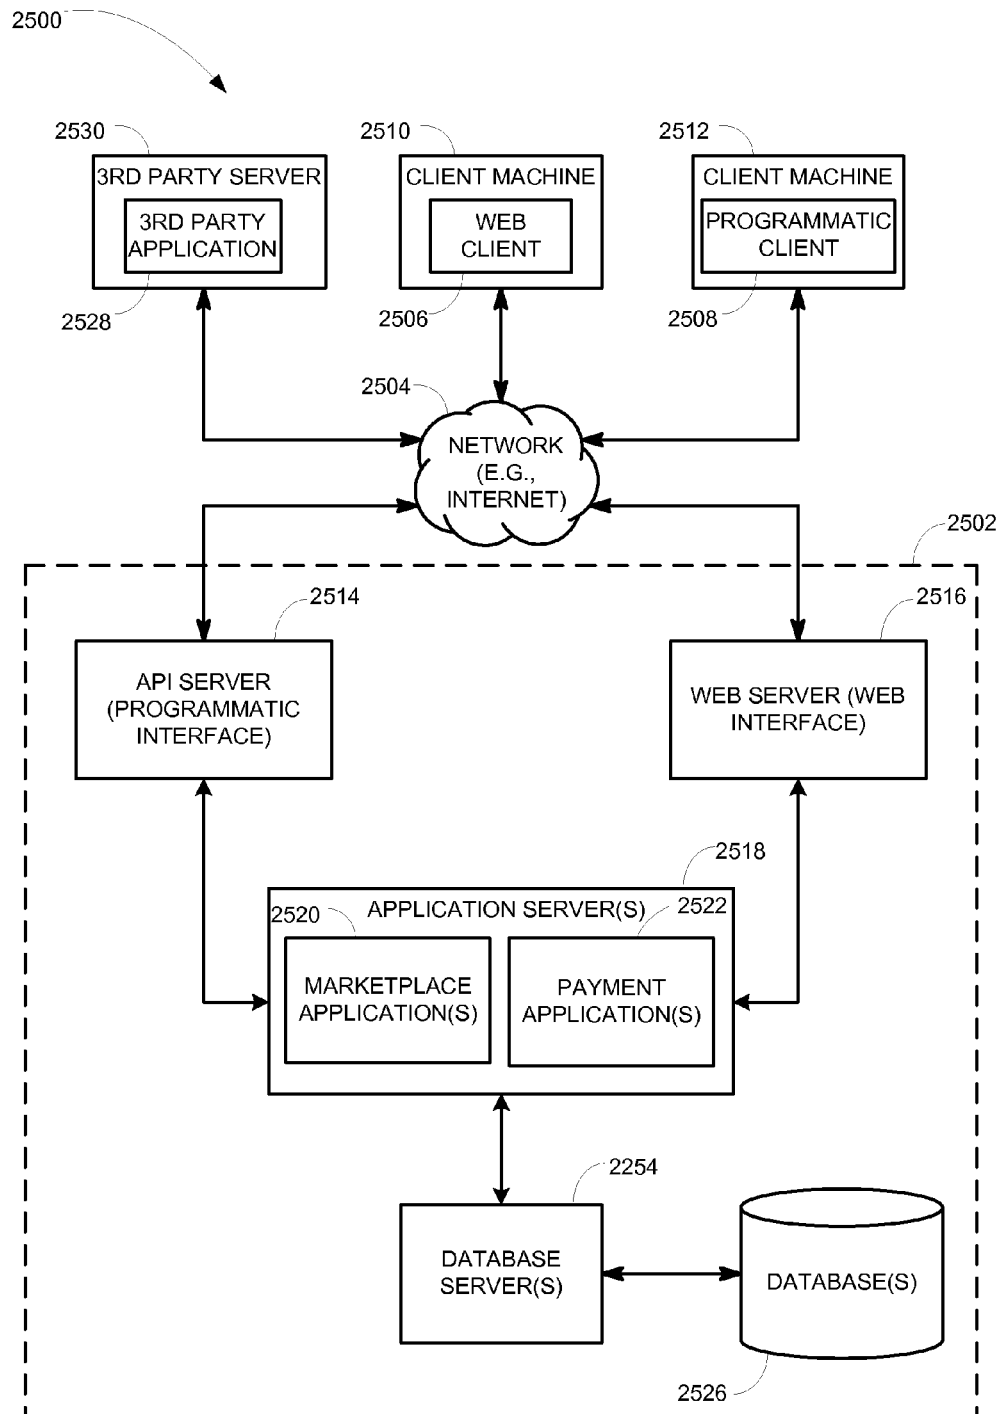 2500
2530
2510
2512
3RD PARTY SERVER
CLIENT MACHINE
CLIENT MACHINE
3RD PARTY
APPLICATION
WEB
CLIENT
PROGRAMMATIC
CLIENT
2528
2506
2508
2504
NETWORK
(E.G.,
INTERNET)
2502
2514
2516
API SERVER
(PROGRAMMATIC
INTERFACE)
WEB SERVER (WEB
INTERFACE)
2518
APPLICATION SERVER(S)
2520
2522
MARKETPLACE
APPLICATION(S)
PAYMENT
APPLICATION(S)
2254
DATABASE
SERVER(S)
DATABASE(S)
2526